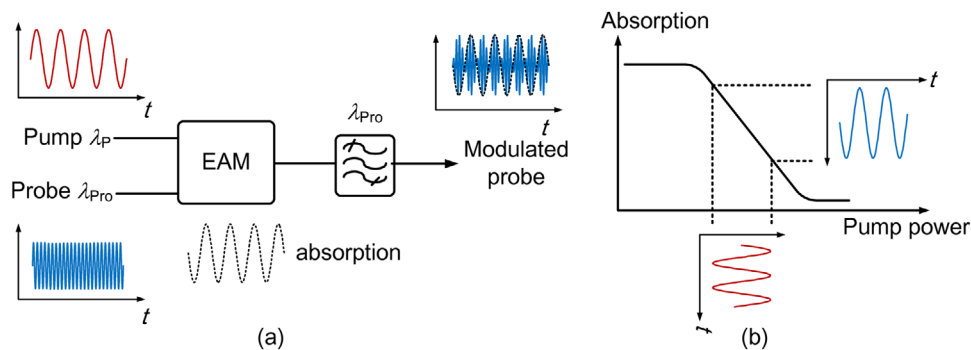 t
Pump λP
Probe λPro
t
EAM
absorption
λPro
t
Modulated
probe
(a)
Absorption
t
Pump power
t
(b)